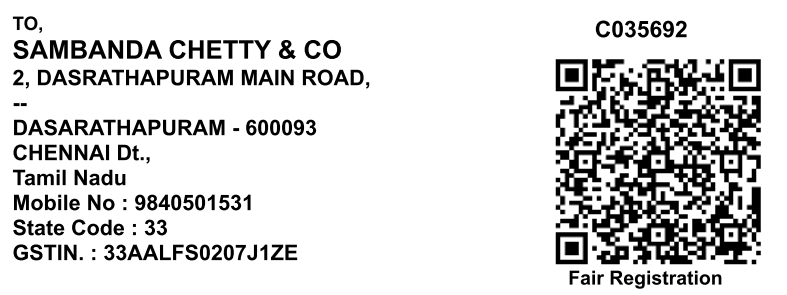 TO,
SAMBANDA CHETTY & CO
2, DASRATHAPURAM MAIN ROAD,
--
DASARATHAPURAM - 600093
CHENNAI Dt.,
Tamil Nadu
Mobile No : 9840501531
State Code : 33
GSTIN. : 33AALFS0207J1ZE
C035692
Fair Registration